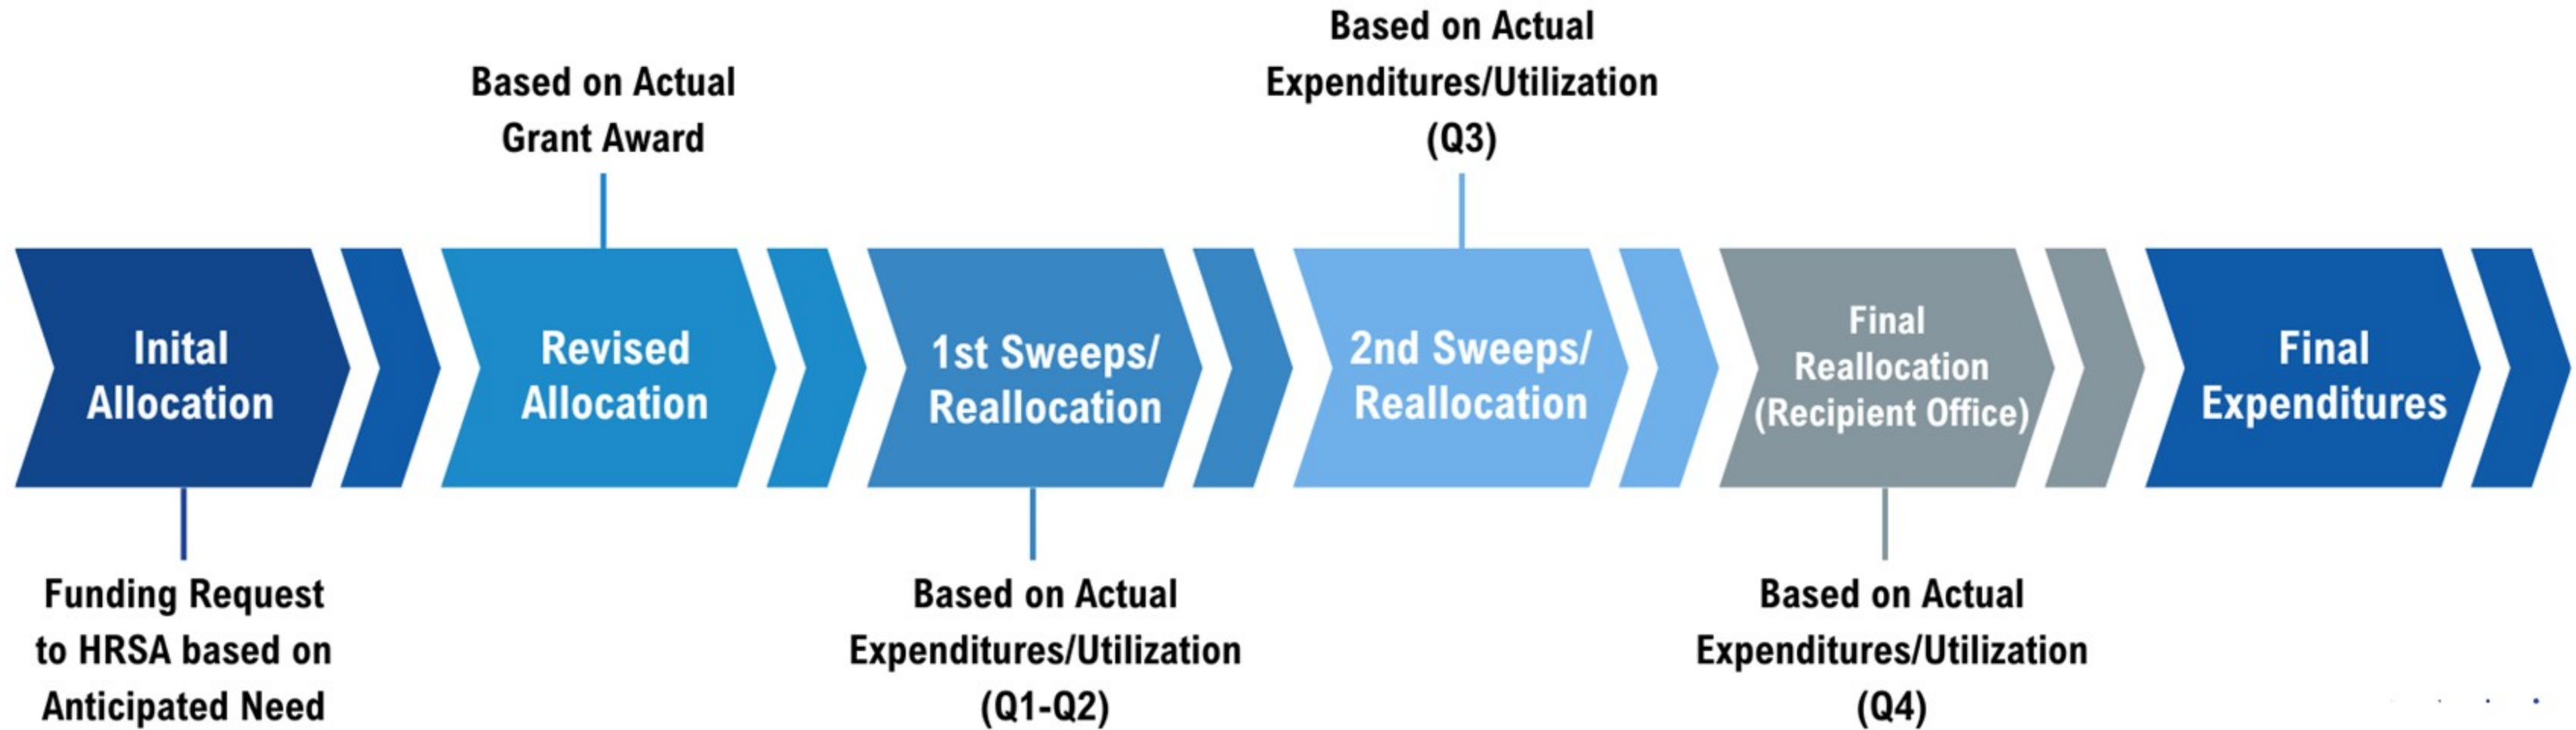 Based on Actual
Expenditures/Utilization
(Q3)
Based on Actual
Grant Award
Inital
Allocation
Revised
Allocation
1st Sweeps/
Reallocation
2nd Sweeps/
Reallocation
Final
Reallocation
(Recipient Office)
Final
Expenditures
Funding Request
to HRSA based on
Anticipated Need
Based on Actual
Expenditures/Utilization
(Q1-Q2)
Based on Actual
Expenditures/Utilization
(Q4)